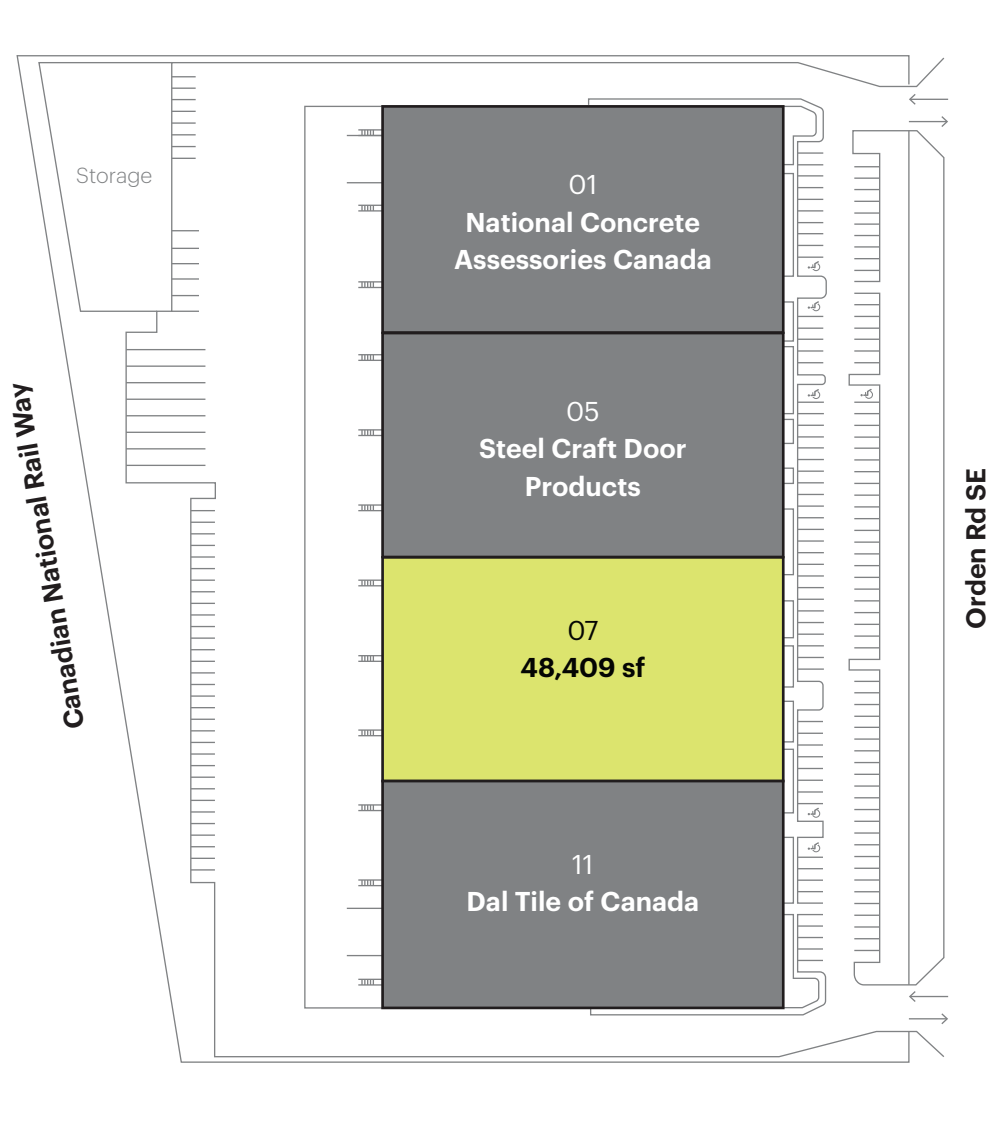 Storage
01
National Concrete
Assessories Canada
05
Steel Craft Door
Products
07
48,409 sf
11
Dal Tile of Canada
Canadian National Rail Way
Orden Rd SE